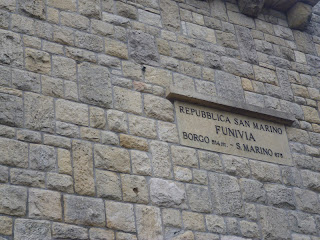 REPUBBLICA SAN MARINO
FUNIVIA
BORGO m. - S. MARINO